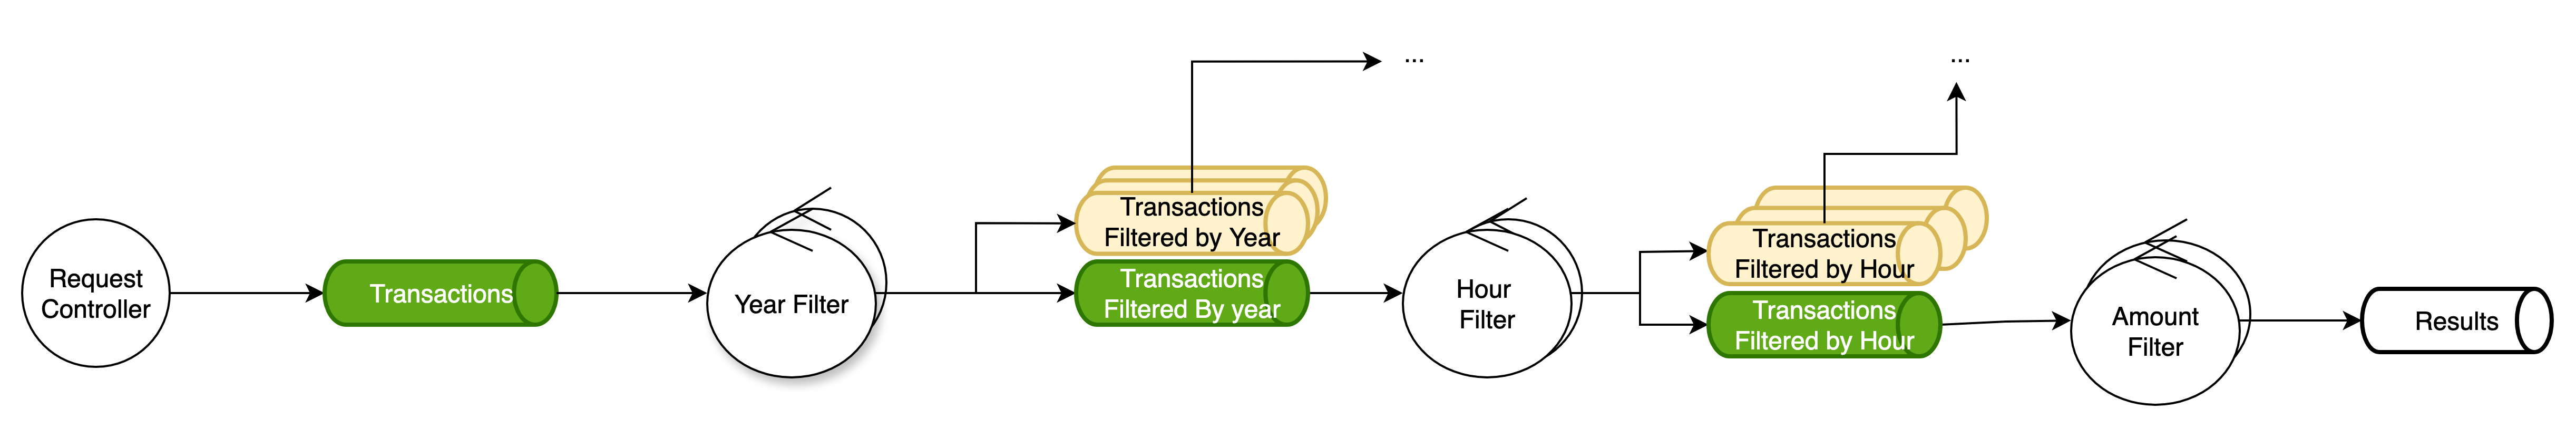 ...
...
Request
Controller
Transactions
Year Filter
Transactions
Filtered by Year
Transactions
Filtered By year
Hour
Filter
Transactions
Filtered by Hour
Transactions
Filtered by Hour
Amount
Filter
Results